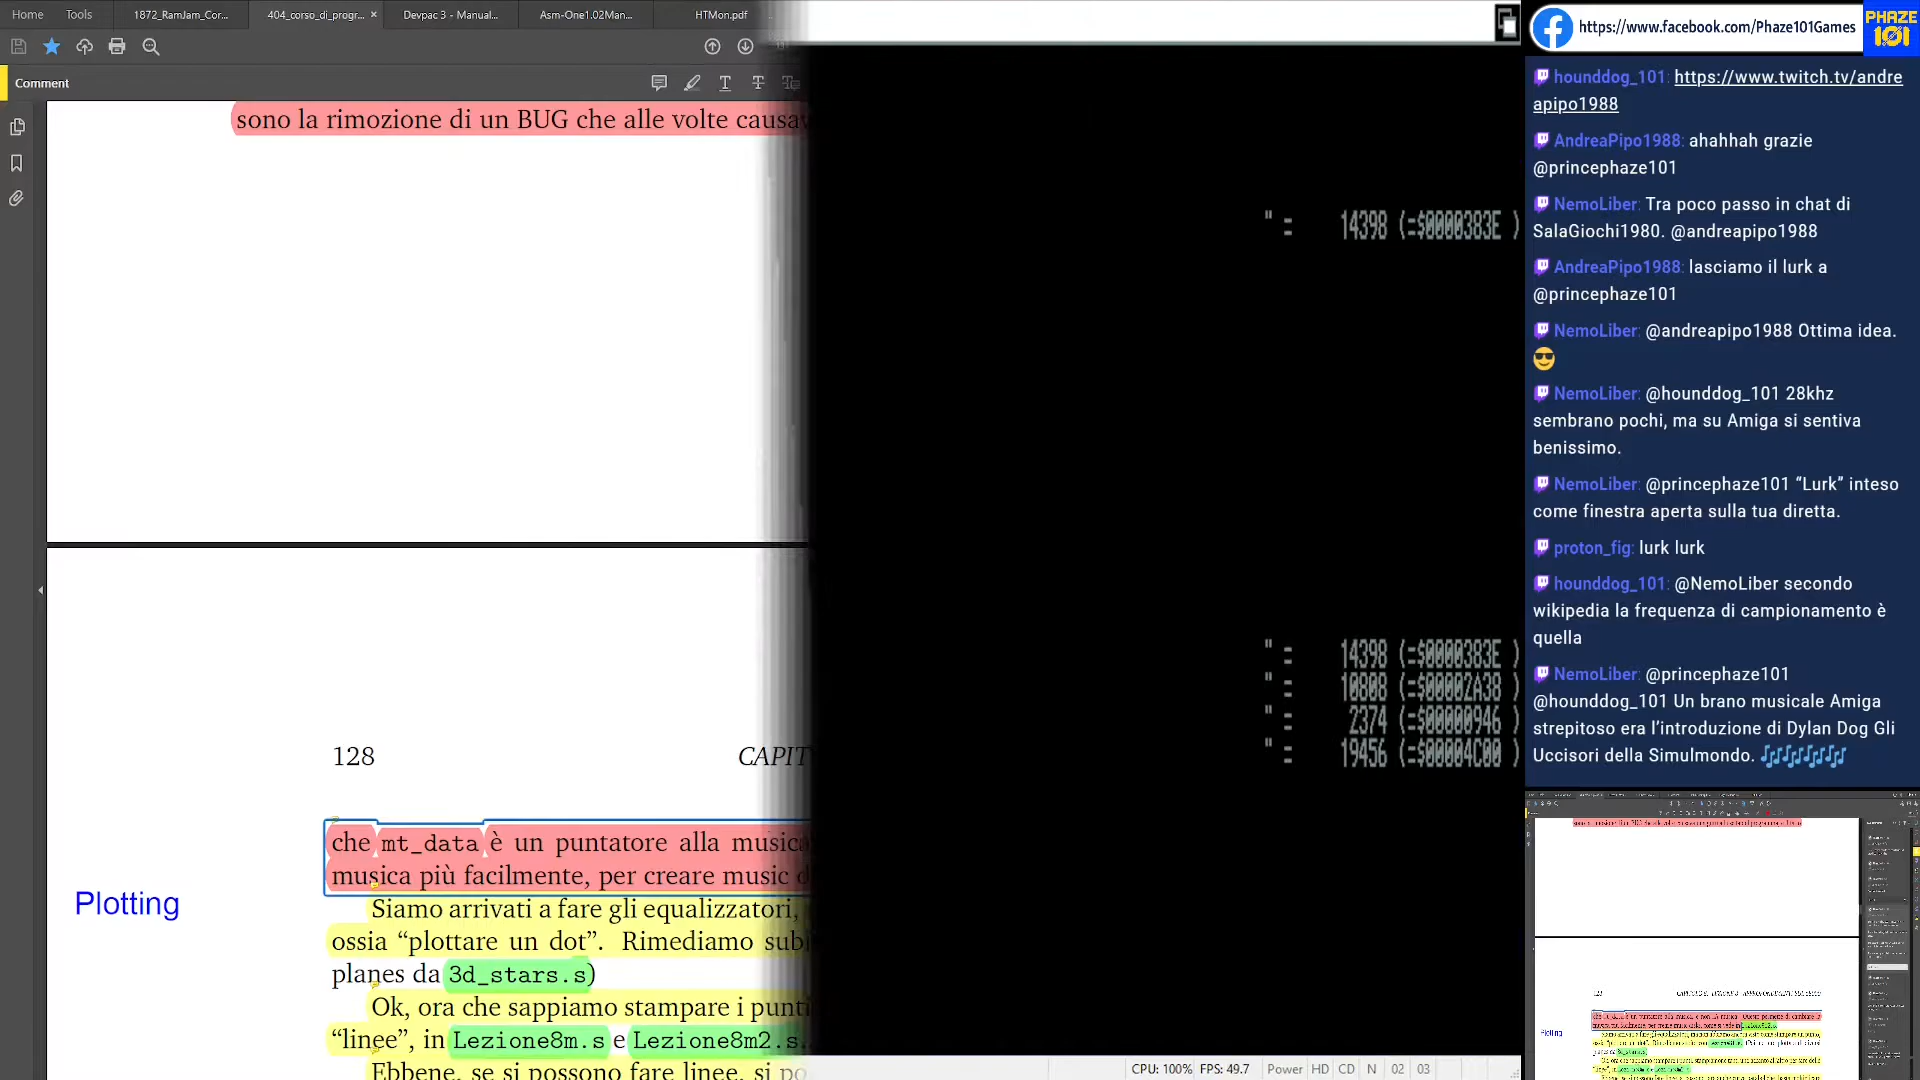 Home Tools 1872_RamJam_Cor... 404_corso_di_progr... × Devpac 3 - Manual... Asm-One1.02Man... HTMon.pdf
Comment
sono la rimozione di un BUG che alle volte causav
128 CAPIT
che mt_data è un puntatore alla musica
musica più facilmente, per creare music d
Plotting
Siamo arrivati a fare gli equalizzatori,
ossia “plottare un dot”. Rimediamo subi
planes da 3d_stars.s)
Ok, ora che sappiamo stampare i punti
“linee”, in Lezione8m.s e Lezione8m2.s.
Ebbene, se si possono fare linee, si po
" = 14398 (=$0000383E )
" = 14398 (=$0000383E )
" = 10808 (=$00002A38 )
" = 2374 (=$00000946 )
" = 19456 (=$00004C00 )
CPU: 100% FPS: 49.7 Power HD CD N 02 03
https://www.facebook.com/Phaze101Games
PHAZE
101
hounddog_101: https://www.twitch.tv/andre
apipo1988
AndreaPipo1988: ahahhah grazie
@princephaze101
NemoLiber: Tra poco passo in chat di
SalaGiochi1980. @andreapipo1988
AndreaPipo1988: lasciamo il lurk a
@princephaze101
NemoLiber: @andreapipo1988 Ottima idea.
😎
NemoLiber: @hounddog_101 28khz
sembrano pochi, ma su Amiga si sentiva
benissimo.
NemoLiber: @princephaze101 “Lurk” inteso
come finestra aperta sulla tua diretta.
proton_fig: lurk lurk
hounddog_101: @NemoLiber secondo
wikipedia la frequenza di campionamento è
quella
NemoLiber: @princephaze101
@hounddog_101 Un brano musicale Amiga
strepitoso era l’introduzione di Dylan Dog Gli
Uccisori della Simulmondo. 🎶🎶🎶🎶🎶
Plotting